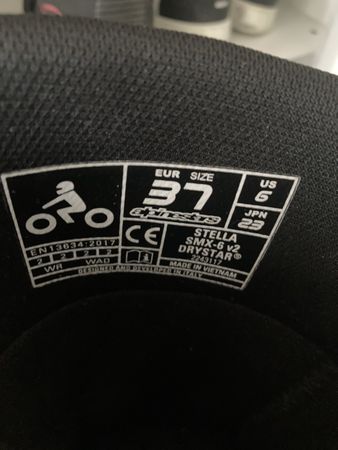 EUR SIZE
37
alpinestars
US
6
JPN
23
EN13634:2017
2 2 2 2
WR WAD
CE
STELLA
SMX-6 v2
DRYSTAR®
2243117
MADE IN VIETNAM
DESIGNED AND DEVELOPED IN ITALY